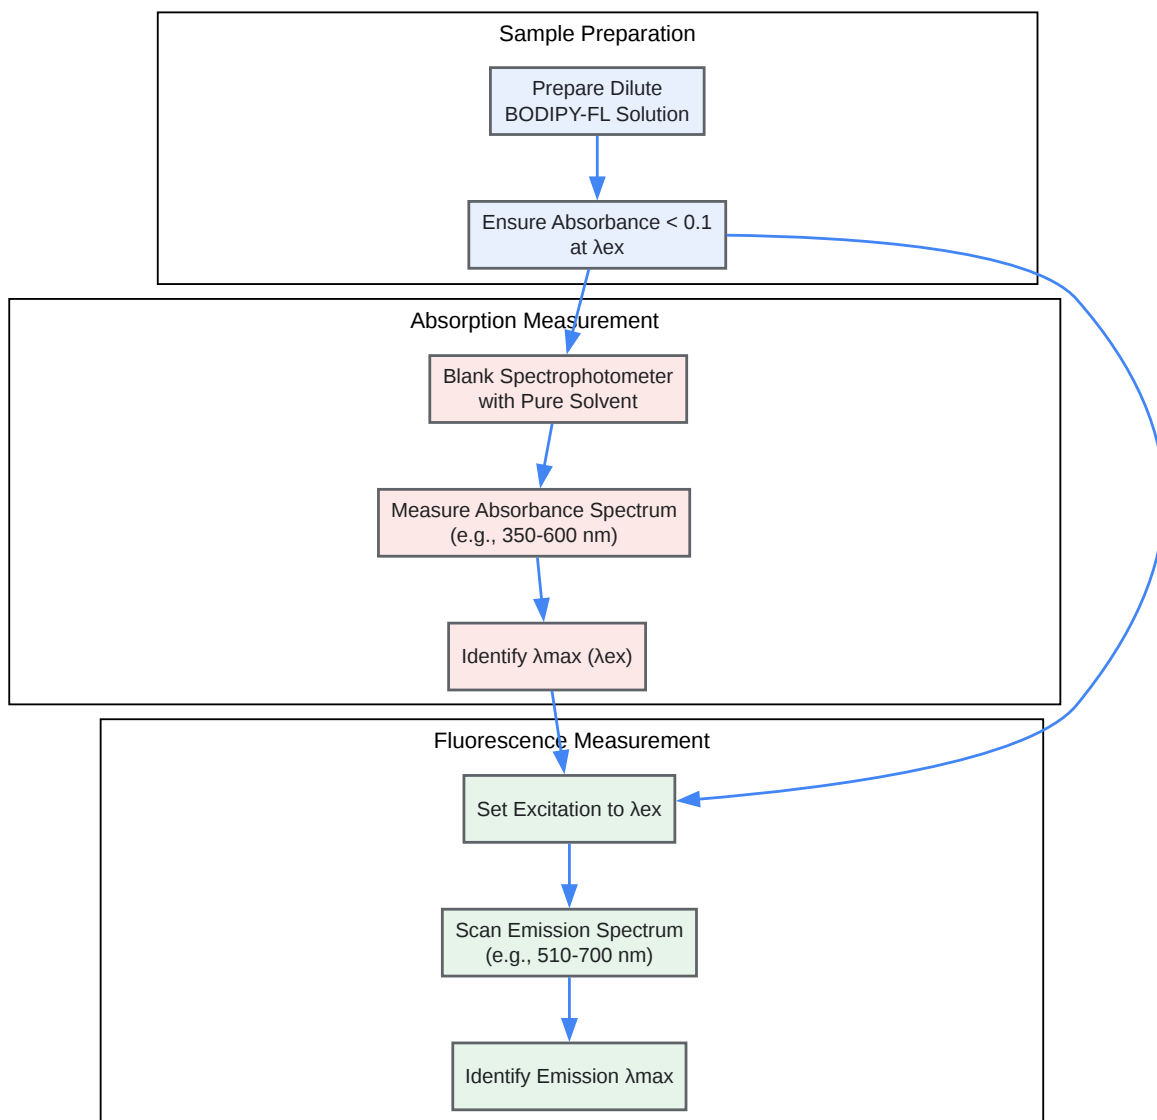 Sample Preparation
Prepare Dilute
BODIPY-FL Solution
Ensure Absorbance < 0.1
at λex
Absorption Measurement
Blank Spectrophotometer
with Pure Solvent
Measure Absorbance Spectrum
(e.g., 350-600 nm)
Identify λmax (λex)
Fluorescence Measurement
Set Excitation to λex
Scan Emission Spectrum
(e.g., 510-700 nm)
Identify Emission λmax